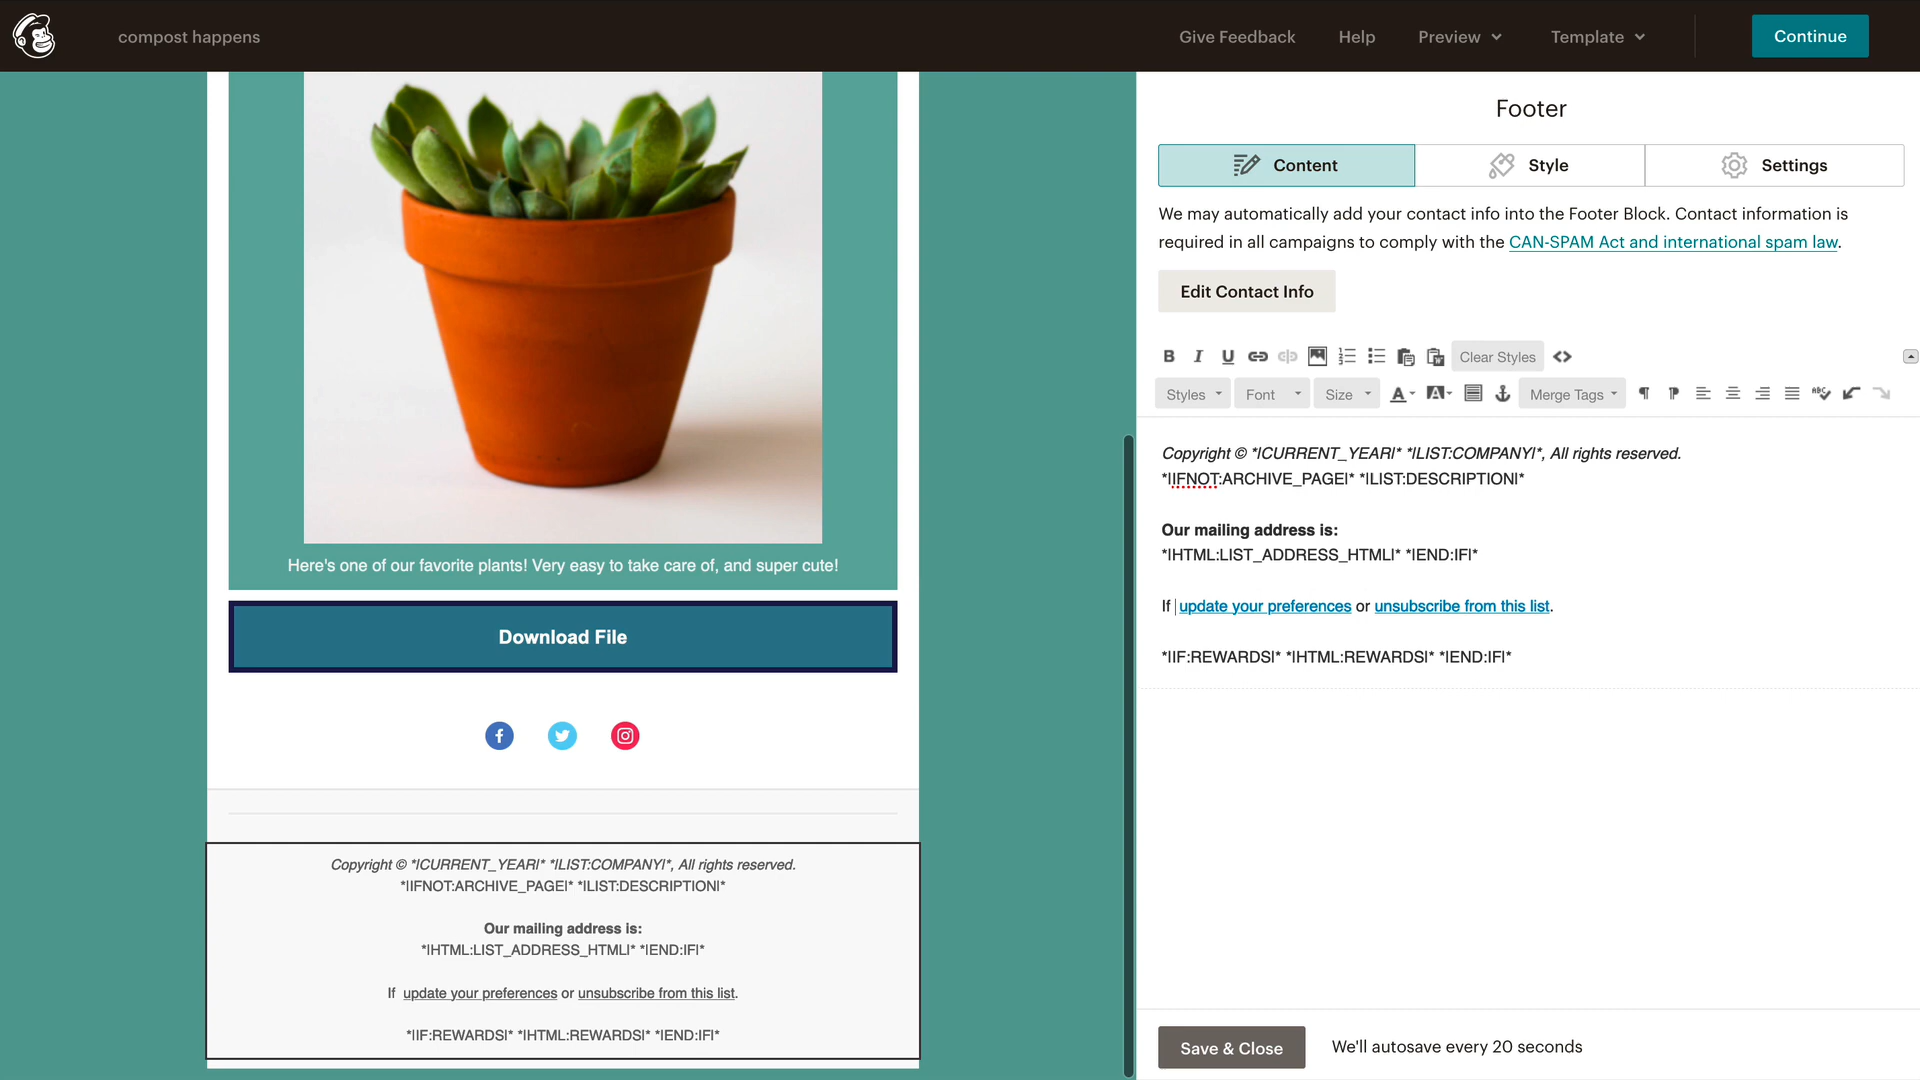 compost happens
Give Feedback
Help
Preview
Template
Continue
Here's one of our favorite plants! Very easy to take care of, and super cute!
Download File
Copyright © *|CURRENT_YEAR|* *|LIST:COMPANY|*, All rights reserved.
*|IFNOT:ARCHIVE_PAGE|* *|LIST:DESCRIPTION|*
Our mailing address is:
*|HTML:LIST_ADDRESS_HTML|* *|END:IF|*
If update your preferences or unsubscribe from this list.
*|IF:REWARDS|* *|HTML:REWARDS|* *|END:IF|*
Footer
Content
Style
Settings
We may automatically add your contact info into the Footer Block. Contact information is
required in all campaigns to comply with the CAN-SPAM Act and international spam law.
Edit Contact Info
B I U
Clear Styles
Styles
Font
Size
A
A
Merge Tags
ABC
Copyright © *|CURRENT_YEAR|* *|LIST:COMPANY|*, All rights reserved.
*|IFNOT:ARCHIVE_PAGE|* *|LIST:DESCRIPTION|*
Our mailing address is:
*|HTML:LIST_ADDRESS_HTML|* *|END:IF|*
If update your preferences or unsubscribe from this list.
*|IF:REWARDS|* *|HTML:REWARDS|* *|END:IF|*
Save & Close
We'll autosave every 20 seconds